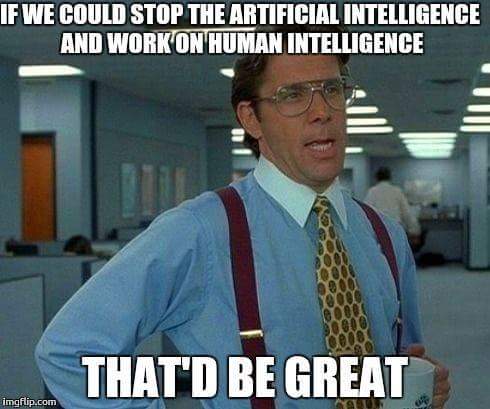 IF WE COULD STOP THE ARTIFICIAL INTELLIGENCE
AND WORK ON HUMAN INTELLIGENCE
THAT'D BE GREAT
imgflip.com